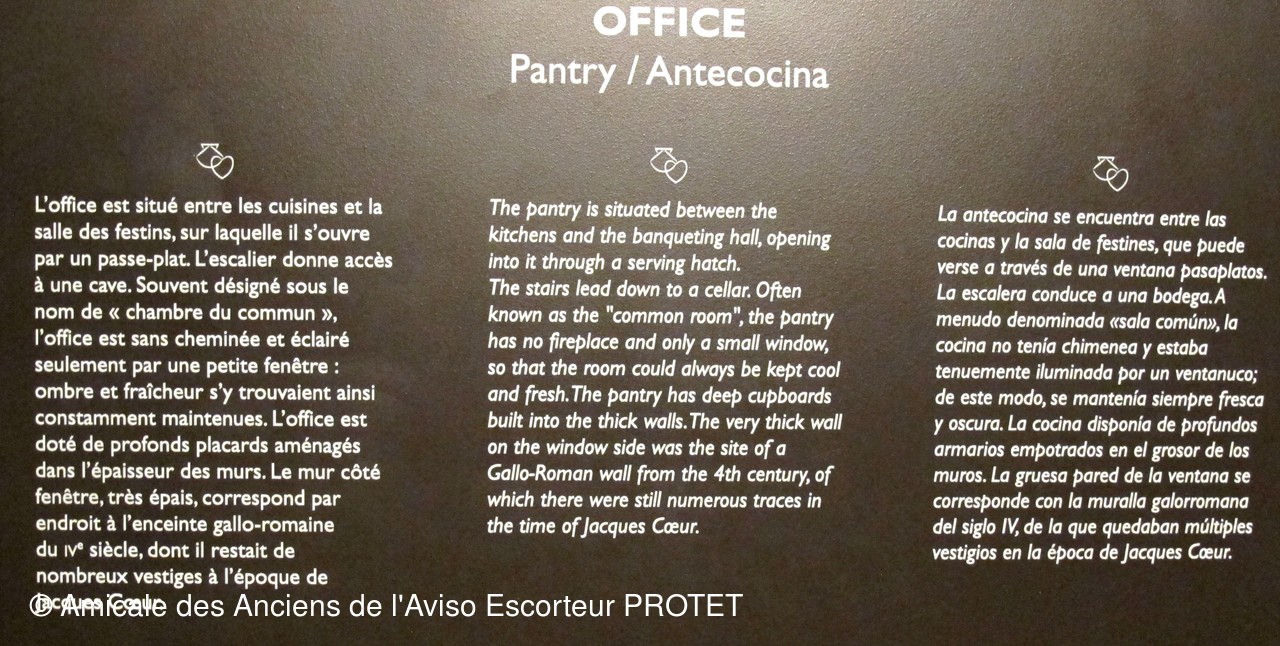 OFFICE
Pantry / Antecocina
L'office est situé entre les cuisines et la
salle des festins, sur laquelle il s'ouvre
par un passe-plat. L'escalier donne accès
à une cave. Souvent désigné sous le
nom de « chambre du commun »,
l'office est sans cheminée et éclairé
seulement par une petite fenêtre :
ombre et fraîcheur s'y trouvaient ainsi
constamment maintenues. L'office est
doté de profonds placards aménagés
dans l'épaisseur des murs. Le mur côté
fenêtre, très épais, correspond par
endroit à l'enceinte gallo-romaine
du IVe siècle, dont il restait de
nombreux vestiges à l'époque de
Jacques Cœur.
The pantry is situated between the
kitchens and the banqueting hall, opening
into it through a serving hatch.
The stairs lead down to a cellar. Often
known as the "common room", the pantry
has no fireplace and only a small window,
so that the room could always be kept cool
and fresh. The pantry has deep cupboards
built into the thick walls. The very thick wall
on the window side was the site of a
Gallo-Roman wall from the 4th century, of
which there were still numerous traces in
the time of Jacques Cœur.
La antecocina se encuentra entre las
cocinas y la sala de festines, que puede
verse a través de una ventana pasaplatos.
La escalera conduce a una bodega. A
menudo denominada «sala común», la
cocina no tenía chimenea y estaba
tenuemente iluminada por un ventanuco;
de este modo, se mantenía siempre fresca
y oscura. La cocina disponía de profundos
armarios empotrados en el grosor de los
muros. La gruesa pared de la ventana se
corresponde con la muralla galorromana
del siglo IV, de la que quedaban múltiples
vestigios en la época de Jacques Cœur.
© Amicale des Anciens de l'Aviso Escorteur PROTET